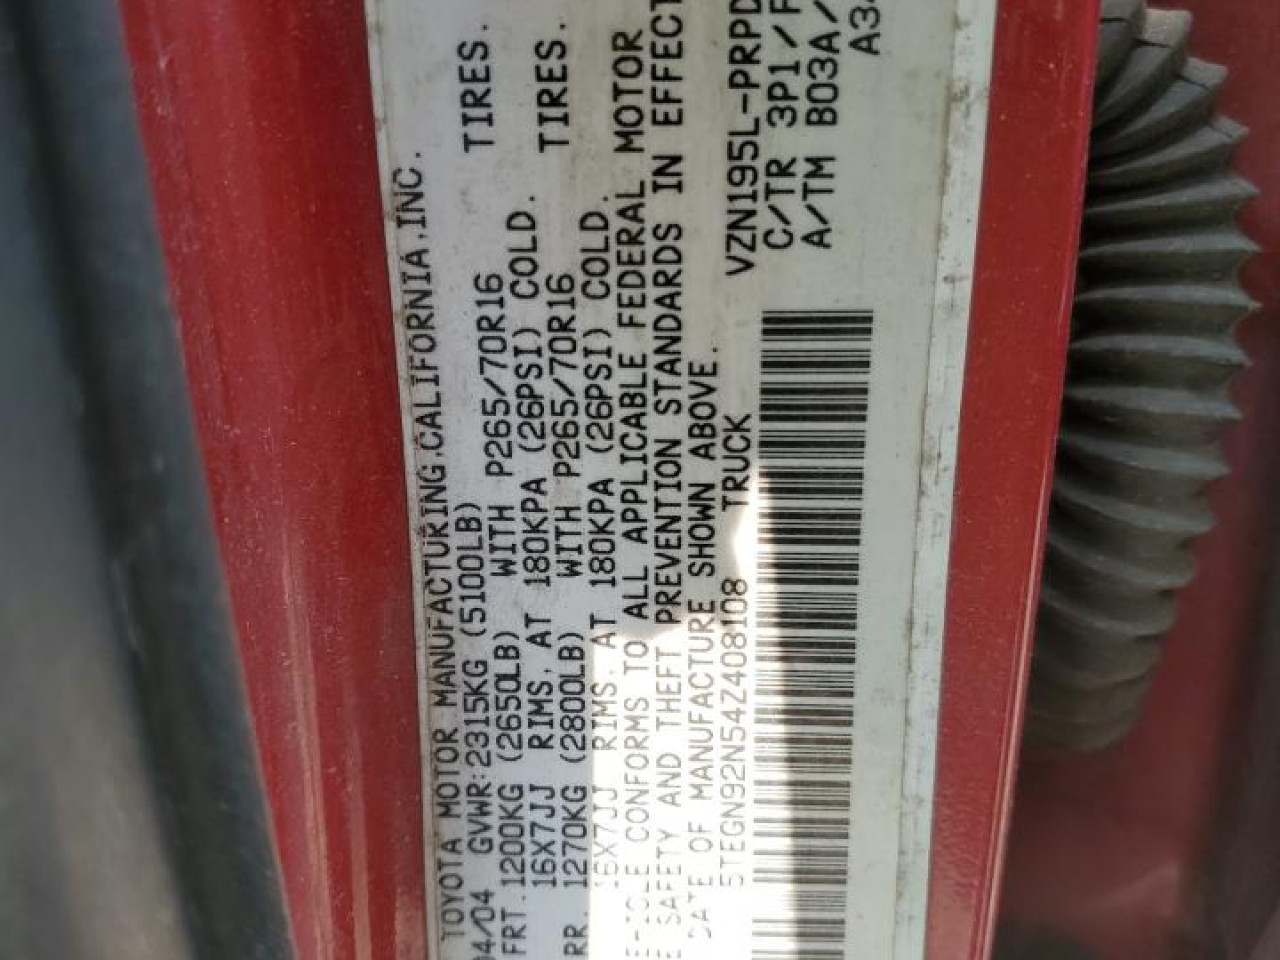 TOYOTA MOTOR MANUFACTURING.CALIFORNIA.INC.
04/04 GVWR:2315KG (5100LB)
FRT.1200KG (2650LB) WITH P265/70R16 TIRES.
16X7JJ RIMS, AT 180KPA (26PSI) COLD.
RR. 1270KG (2800LB) WITH P265/70R16 TIRES.
16X7JJ RIMS, AT 180KPA (26PSI) COLD.
CONFORMS TO ALL APPLICABLE FEDERAL MOTOR
E SAFETY AND THEFT PREVENTION STANDARDS IN EFFECT
DATE OF MANUFACTURE SHOWN ABOVE.
5TEGN92N54Z408108 TRUCK
VZN195L-PRPD
C/TR 3P1/F
A/TM B03A/
A34